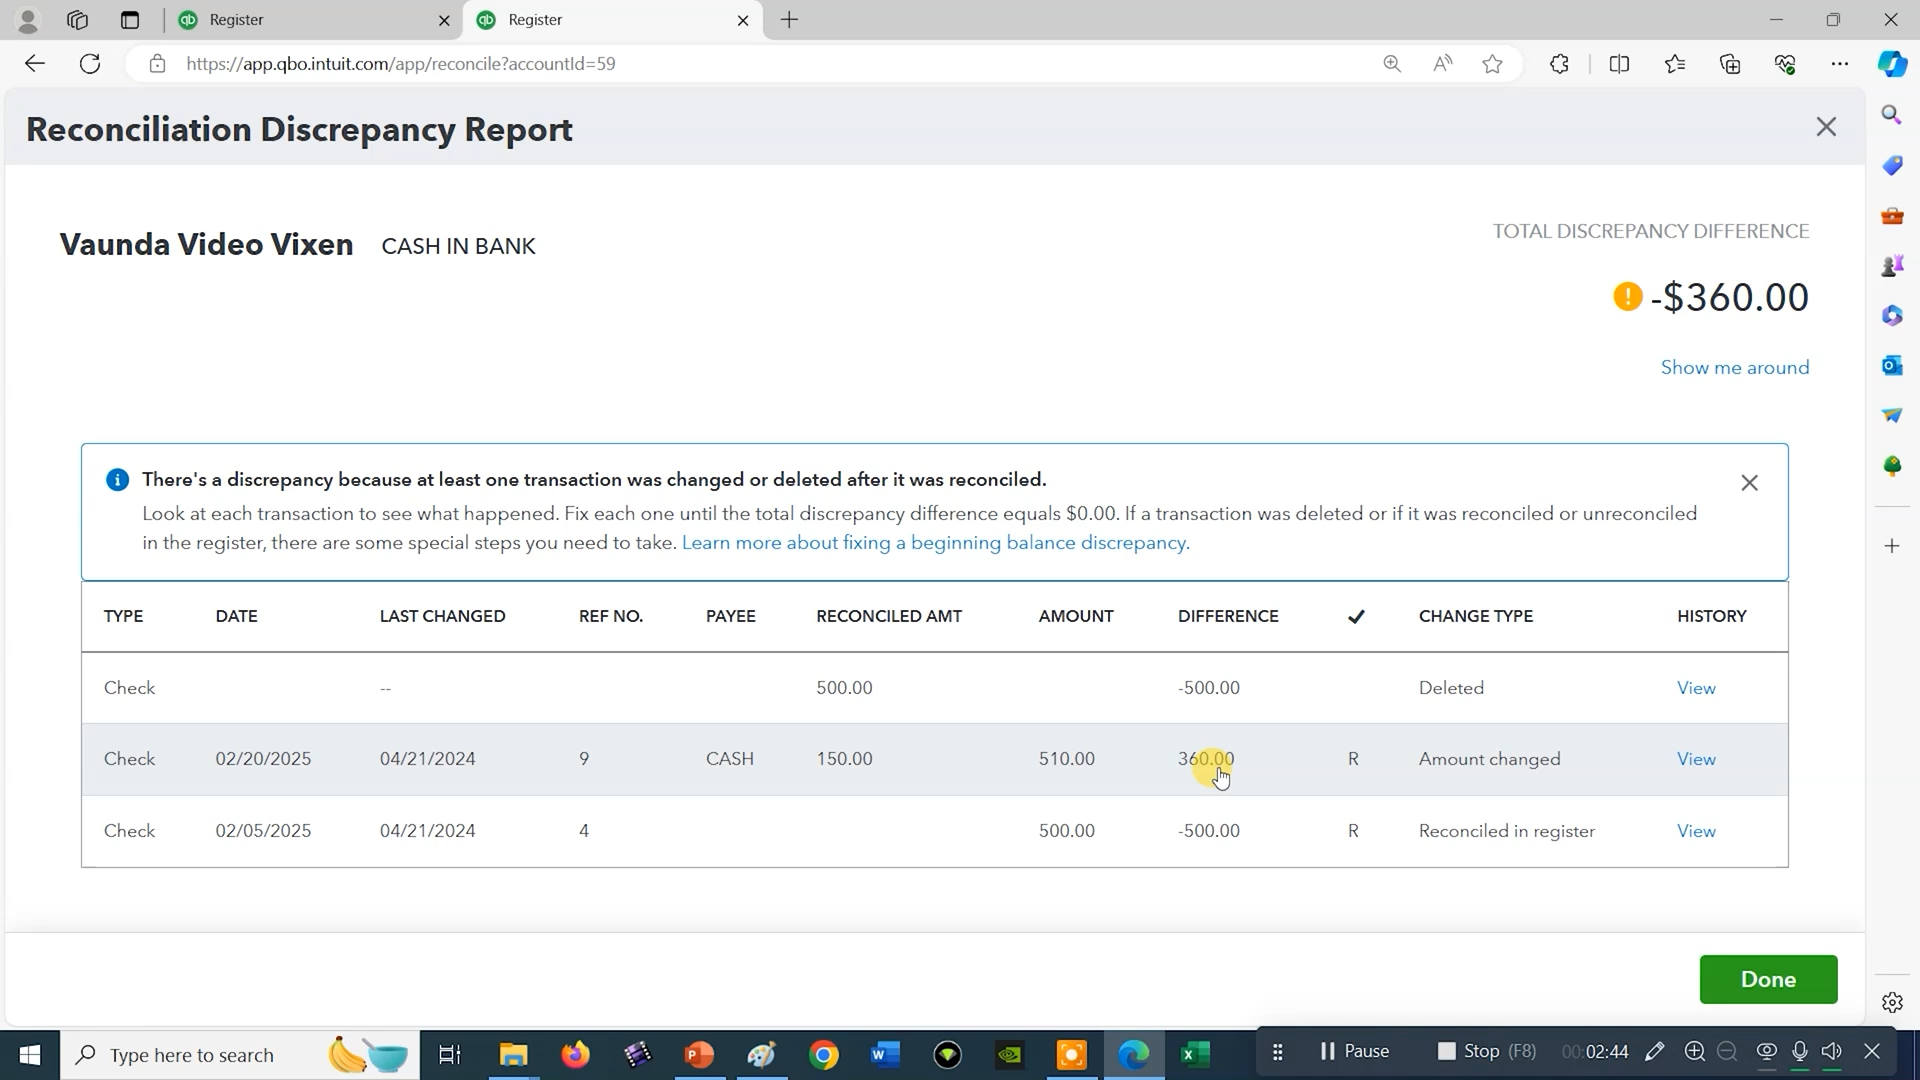 Register
Register
https://app.qbo.intuit.com/app/reconcile?accountId=59
Reconciliation Discrepancy Report
Vaunda Video Vixen CASH IN BANK
TOTAL DISCREPANCY DIFFERENCE
-$360.00
Show me around
There's a discrepancy because at least one transaction was changed or deleted after it was reconciled.
Look at each transaction to see what happened. Fix each one until the total discrepancy difference equals $0.00. If a transaction was deleted or if it was reconciled or unreconciled
in the register, there are some special steps you need to take. Learn more about fixing a beginning balance discrepancy.
TYPE DATE LAST CHANGED REF NO. PAYEE RECONCILED AMT AMOUNT DIFFERENCE ✔ CHANGE TYPE HISTORY
Check -- 500.00 -500.00 Deleted View
Check 02/20/2025 04/21/2024 9 CASH 150.00 510.00 360.00 R Amount changed View
Check 02/05/2025 04/21/2024 4 500.00 -500.00 R Reconciled in register View
Done
Type here to search
Pause Stop (F8) 00:02:44